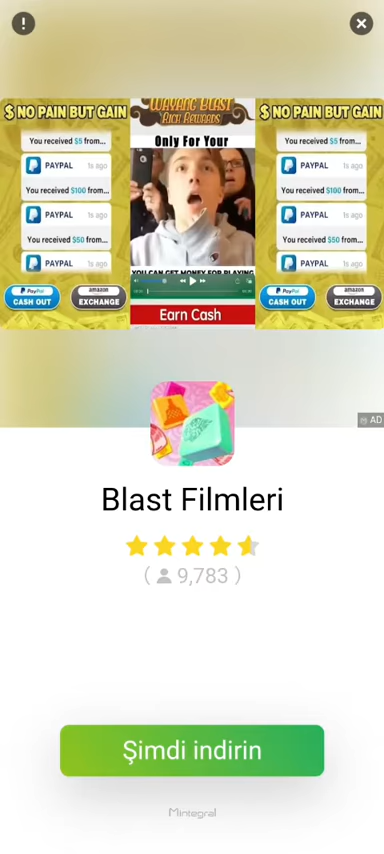 $ NO PAIN BUT GAIN
You received $5 from...
PAYPAL 1s ago
You received $100 from...
PAYPAL 1s ago
You received $50 from...
PAYPAL 1s ago
PayPal
CASH OUT
amazon
EXCHANGE
WAYANG BLAST
RICH REWARDS
Only For Your
YOU CAN GET MONEY FOR PLAYING
Earn Cash
$ NO PAIN BUT GAIN
You received $5 from...
PAYPAL 1s ago
You received $100 from...
PAYPAL 1s ago
You received $50 from...
PAYPAL 1s ago
PayPal
CASH OUT
amazon
EXCHANGE
AD
Blast Filmleri
( 9,783 )
Şimdi indirin
Mintegral